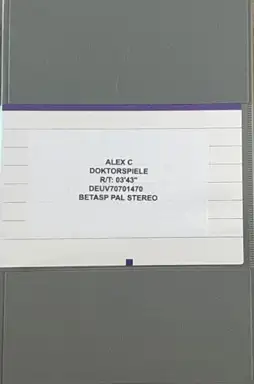 ALEX C
DOKTORSPIELE
R/T: 03'43"
DEUV70701470
BETASP PAL STEREO